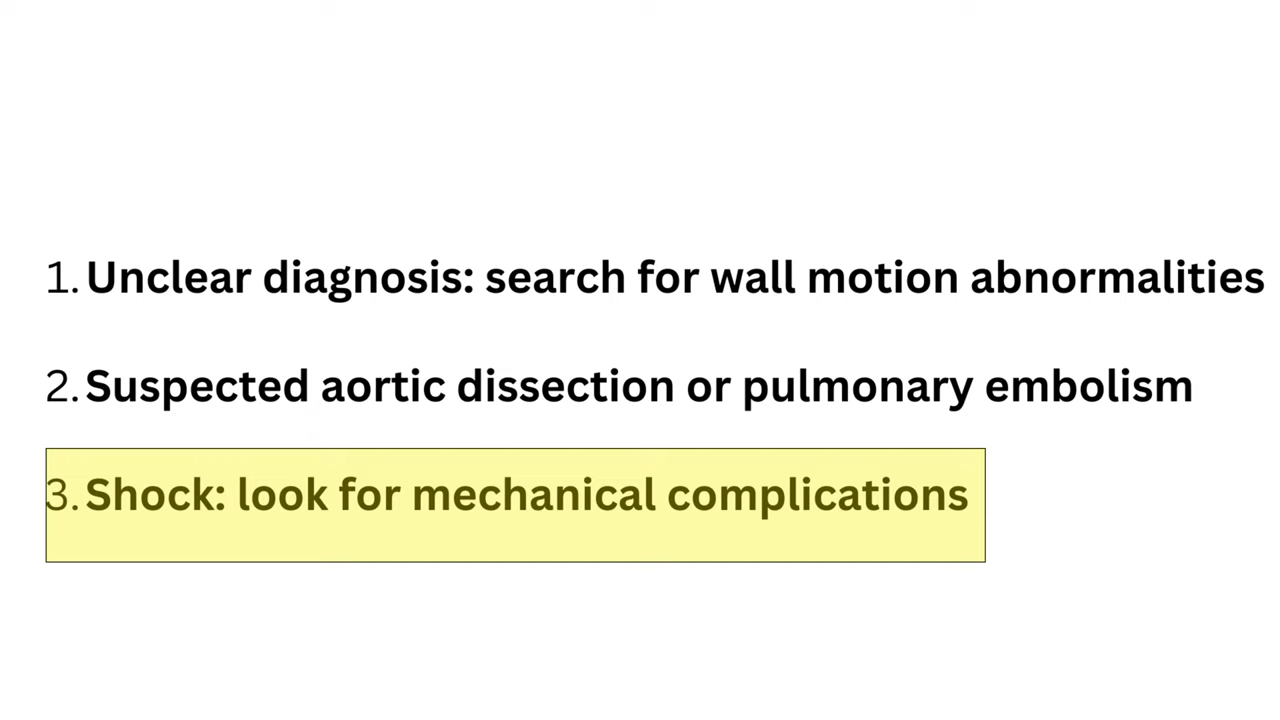 1. Unclear diagnosis: search for wall motion abnormalities
2. Suspected aortic dissection or pulmonary embolism
3. Shock: look for mechanical complications